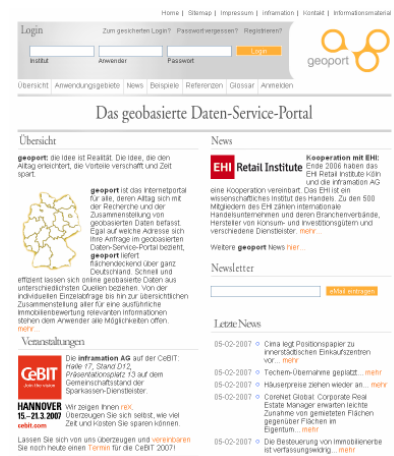 Home | Sitemap | Impressum | inframation | Kontakt | Informationsmaterial
Login
Zum gesicherten Login? Passwort vergessen? Registrieren?
Login
Institut Anwender Passwort
geoport
Übersicht Anwendungsgebiete News Beispiele Referenzen Glossar Anmelden
Das geobasierte Daten-Service-Portal
Übersicht
geoport: die Idee ist Realität. Die Idee, die den
Alltag erleichtert, die Vorteile verschafft und Zeit
spart.
geoport ist das Internetportal
für alle, deren Alltag sich mit
der Recherche und der
Zusammenstellung von
geobasierten Daten befasst.
Egal auf welche Adresse sich
Ihre Anfrage im geobasierten
Daten-Service-Portal bezieht,
geoport liefert
flächendeckend über ganz
Deutschland. Schnell und
effizient lassen sich online geobasierte Daten aus
unterschiedlichsten Quellen beziehen. Von der
individuellen Einzelabfrage bis hin zur übersichtlichen
Zusammenstellung aller für eine ausführliche
Immobilienbewertung relevanten Informationen
stehen dem Anwender alle Möglichkeiten offen.
mehr...
Veranstaltungen
CeBIT
Join the vision
HANNOVER
15.-21.3.2007
cebit.com
Die inframation AG auf der CeBIT:
Halle 17, Stand D12,
Präsentationsplatz 13 auf dem
Gemeinschaftsstand der
Sparkassen-Dienstleister.
Wir zeigen Ihnen rex.
Überzeugen Sie sich selbst, wie viel
Zeit und Kosten Sie sparen können.
Lassen Sie sich von uns überzeugen und vereinbaren
Sie noch heute einen Termin für die CeBIT 2007!
News
EHI Retail Institute
Kooperation mit EHI:
Ende 2006 haben das
EHI Retail Institute Köln
und die inframation AG
eine Kooperation vereinbart. Das EHI ist ein
wissenschaftliches Institut des Handels. Zu den 500
Mitgliedern des EHI zählen internationale
Handelsunternehmen und deren Branchenverbände,
Hersteller von Konsum- und Investitionsgütern und
verschiedene Dienstleister. mehr...
Weitere geoport News hier...
Newsletter
eMail eintragen
Letzte News
05-02-2007 Cima legt Positionspapier zu
innerstädtischen Einkaufszentren
vor... mehr
05-02-2007 Techem-Übernahme geplatzt... mehr
05-02-2007 Häuserpreise ziehen wieder an... mehr
05-02-2007 CoreNet Global: Corporate Real
Estate Manager erwarten leichte
Zunahme von gemieteten Flächen
gegenüber Flächen im
Eigentum... mehr
05-02-2007 Die Besteuerung von Immobilienerbe
ist verfassungswidrig... mehr